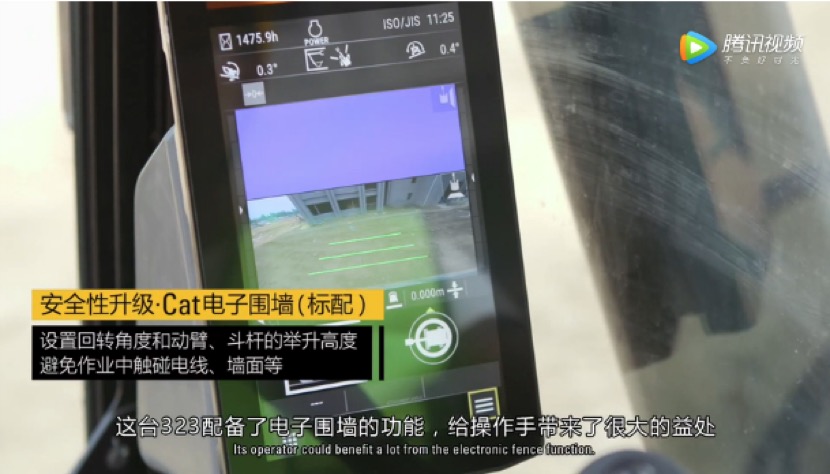 ISO/JIS 11:25
1475.9h
POWER
0.3°
0.4°
腾讯视频
不负好时光
0.000m
安全性升级·Cat电子围墙(标配)
设置回转角度和动臂、斗杆的举升高度
避免作业中触碰电线、墙面等
这台323配备了电子围墙的功能，给操作手带来了很大的益处
Its operator could benefit a lot from the electronic fence function.